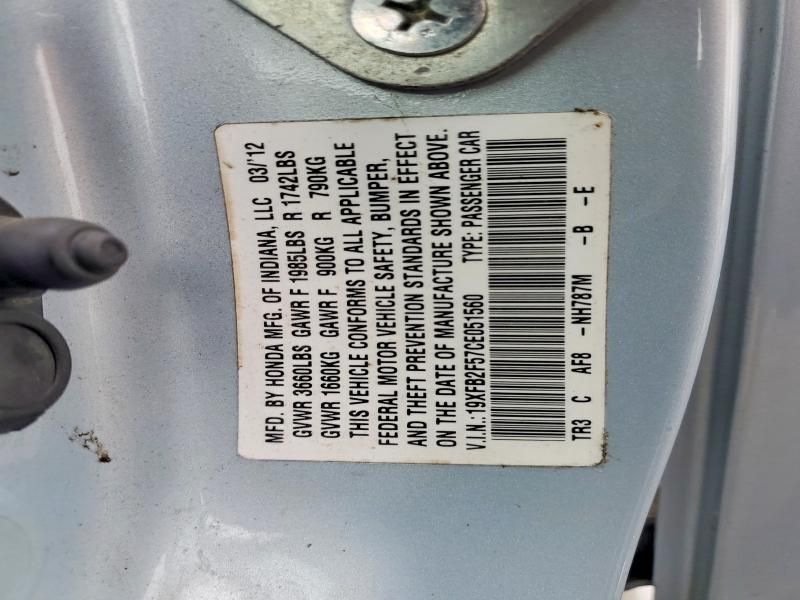 MFD. BY HONDA MFG. OF INDIANA, LLC 03/'12
GVWR 3660LBS GAWR F 1985LBS R 1742LBS
GVWR 1660KG GAWR F 900KG R 790KG
THIS VEHICLE CONFORMS TO ALL APPLICABLE
FEDERAL MOTOR VEHICLE SAFETY, BUMPER,
AND THEFT PREVENTION STANDARDS IN EFFECT
ON THE DATE OF MANUFACTURE SHOWN ABOVE.
V.I.N.:19XFB2F57CE051560 TYPE: PASSENGER CAR
TR3 C AF8 -NH787M -B -E